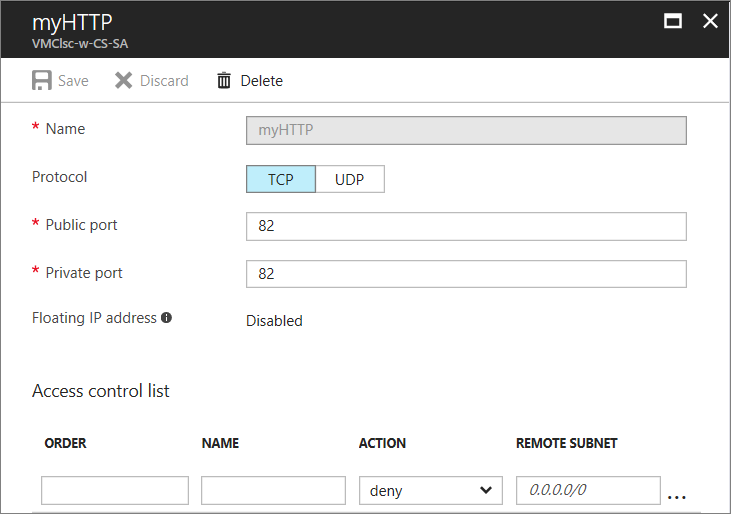 myHTTP
VMClsc-w-CS-SA
Save Discard Delete
* Name myHTTP
Protocol TCP UDP
* Public port 82
* Private port 82
Floating IP address Disabled
Access control list
ORDER NAME ACTION REMOTE SUBNET
deny 0.0.0.0/0 ...